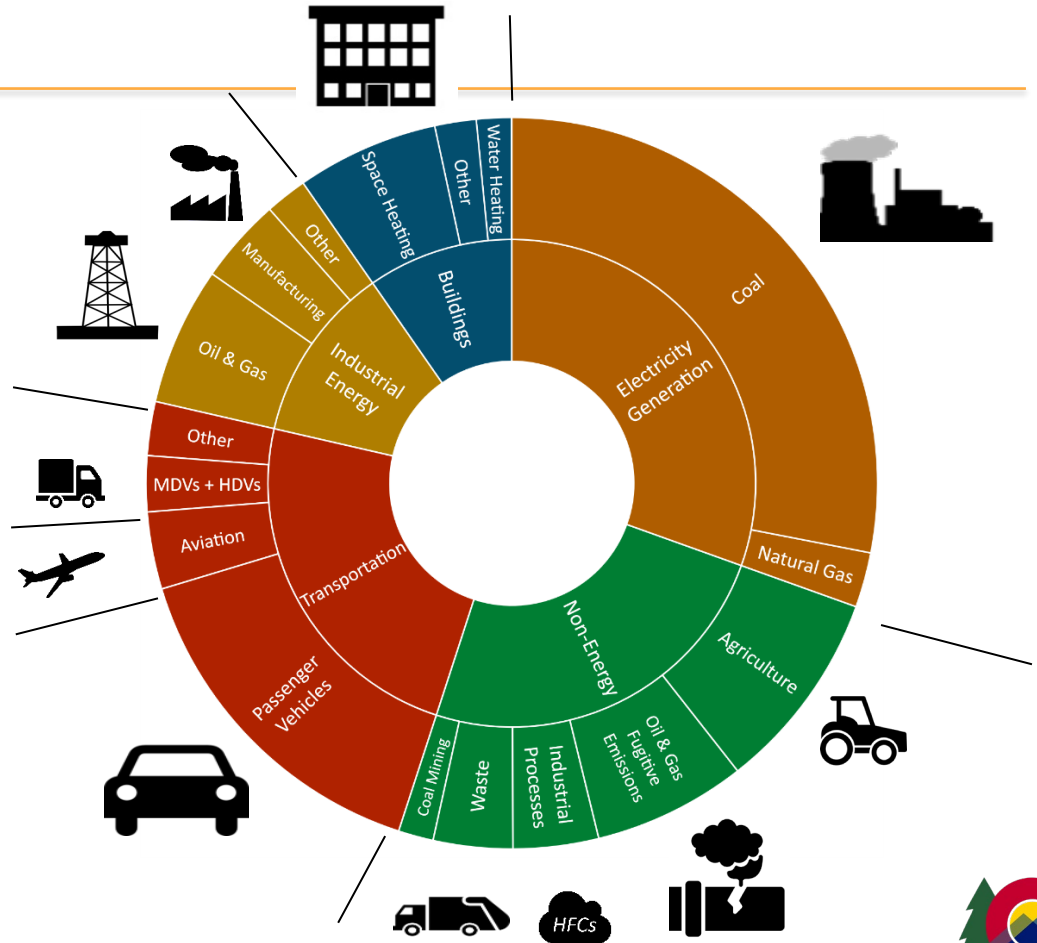 Space Heating
Other
Water Heating
Buildings
Coal
Electricity
Generation
Natural Gas
Other
Manufacturing
Oil & Gas
Industrial
Energy
Other
MDVs + HDVs
Aviation
Transportation
Passenger
Vehicles
Non-Energy
Agriculture
Oil & Gas
Fugitive
Emissions
Industrial
Processes
Waste
Coal Mining
HFCs